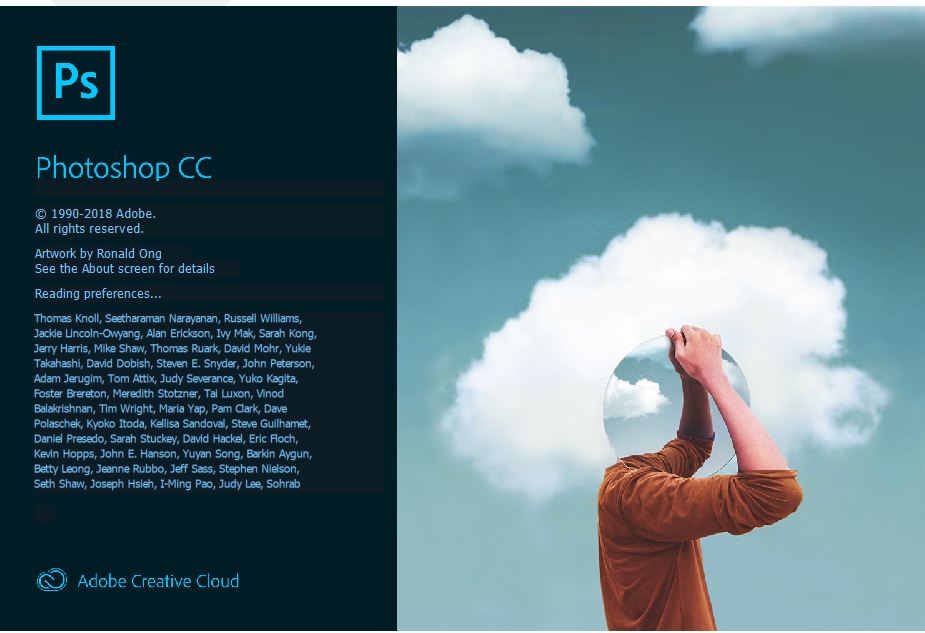 Ps
Photoshop CC
© 1990-2018 Adobe.
All rights reserved.
Artwork by Ronald Ong
See the About screen for details
Reading preferences...
Thomas Knoll, Seetharaman Narayanan, Russell Williams,
Jackie Lincoln-Owyang, Alan Erickson, Ivy Mak, Sarah Kong,
Jerry Harris, Mike Shaw, Thomas Ruark, David Mohr, Yukie
Takahashi, David Dobish, Steven E. Snyder, John Peterson,
Adam Jerugim, Tom Attix, Judy Severance, Yuko Kagita,
Foster Brereton, Meredith Stotzner, Tai Luxon, Vinod
Balakrishnan, Tim Wright, Maria Yap, Pam Clark, Dave
Polaschek, Kyoko Itoda, Kellisa Sandoval, Steve Guilhamet,
Daniel Presedo, Sarah Stuckey, David Hackel, Eric Floch,
Kevin Hopps, John E. Hanson, Yuyan Song, Barkin Aygun,
Betty Leong, Jeanne Rubbo, Jeff Sass, Stephen Nielson,
Seth Shaw, Joseph Hsieh, I-Ming Pao, Judy Lee, Sohrab
Adobe Creative Cloud